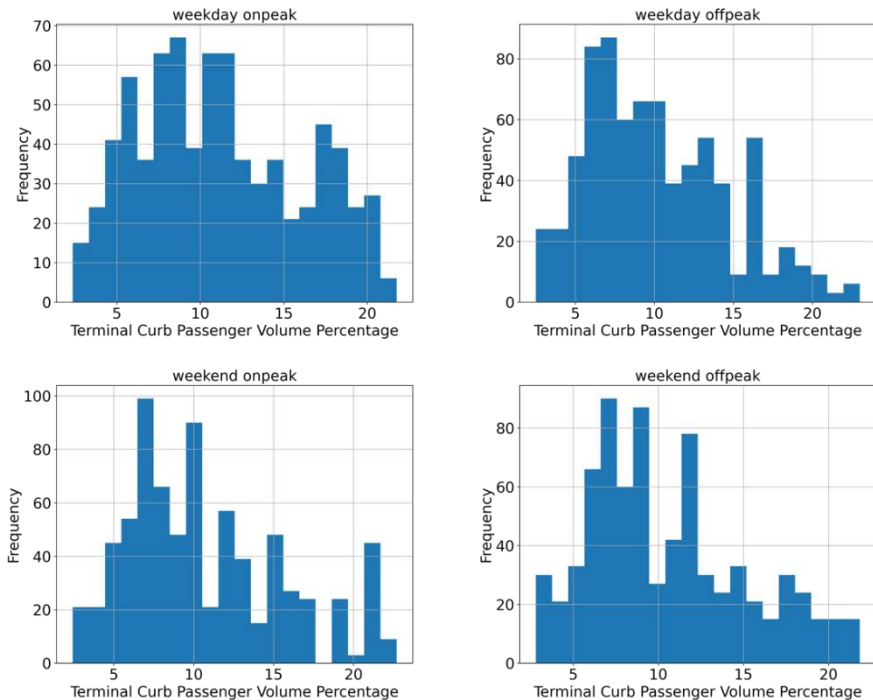 weekday onpeak
70
60
50
40
30
20
10
0
Frequency
5 10 15 20
Terminal Curb Passenger Volume Percentage
weekday offpeak
80
60
40
20
0
Frequency
5 10 15 20
Terminal Curb Passenger Volume Percentage
weekend onpeak
100
80
60
40
20
0
Frequency
5 10 15 20
Terminal Curb Passenger Volume Percentage
weekend offpeak
80
60
40
20
0
Frequency
5 10 15 20
Terminal Curb Passenger Volume Percentage